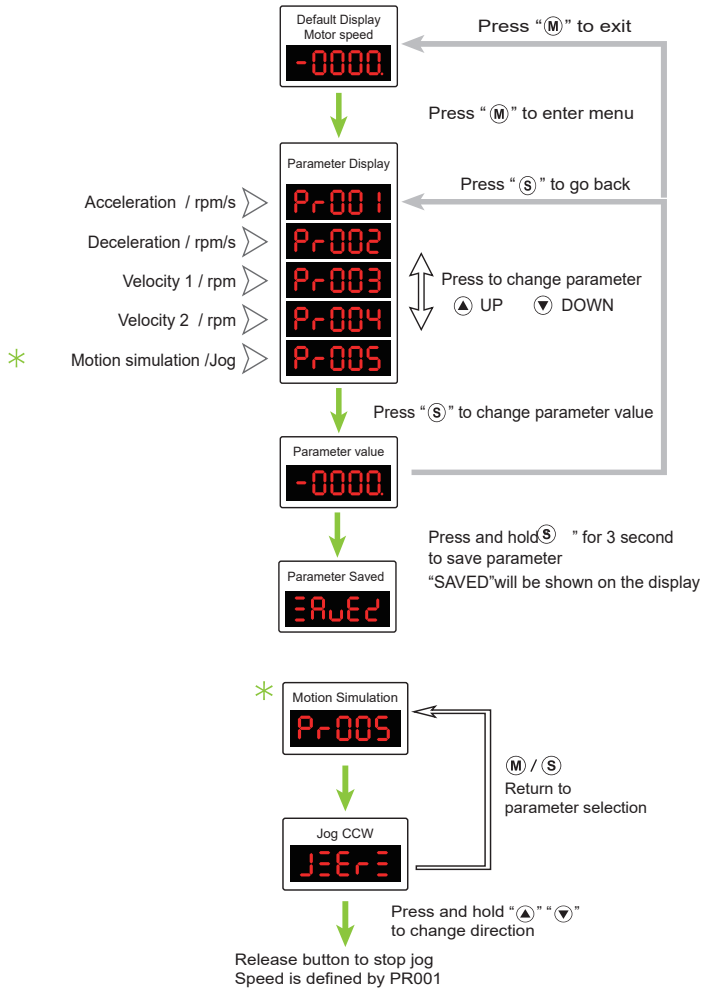 Default Display
Motor speed
-0000.
Press “Ⓜ” to exit
Press “ Ⓜ ” to enter menu
Parameter Display
Press “ Ⓢ ” to go back
Acceleration / rpm/s
Pr001
Deceleration / rpm/s
Pr002
Velocity 1 / rpm
Pr003
Press to change parameter
▲ UP ▼ DOWN
Velocity 2 / rpm
Pr004
Motion simulation /Jog
Pr005
Press “Ⓢ” to change parameter value
Parameter value
-0000.
Press and holdⓈ ” for 3 second
to save parameter
“SAVED”will be shown on the display
Parameter Saved
Motion Simulation
Pr005
Ⓜ / Ⓢ
Return to
parameter selection
Jog CCW
Press and hold “▲” “▼”
to change direction
Release button to stop jog
Speed is defined by PR001